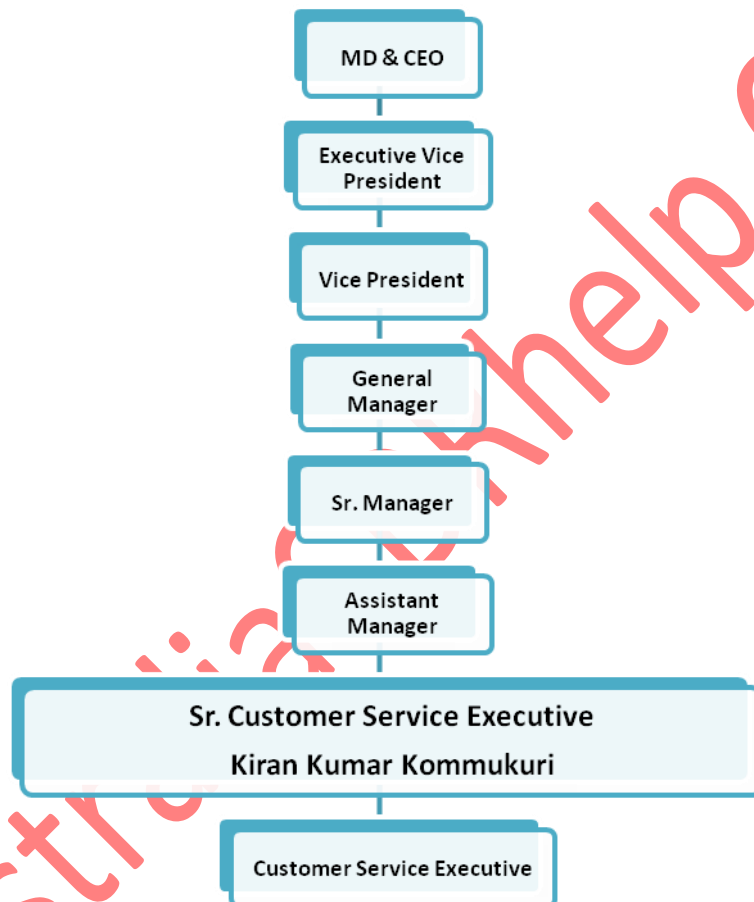 MD & CEO
Executive Vice
President
Vice President
General
Manager
Sr. Manager
Assistant
Manager
Sr. Customer Service Executive
Kiran Kumar Kommukuri
Customer Service Executive